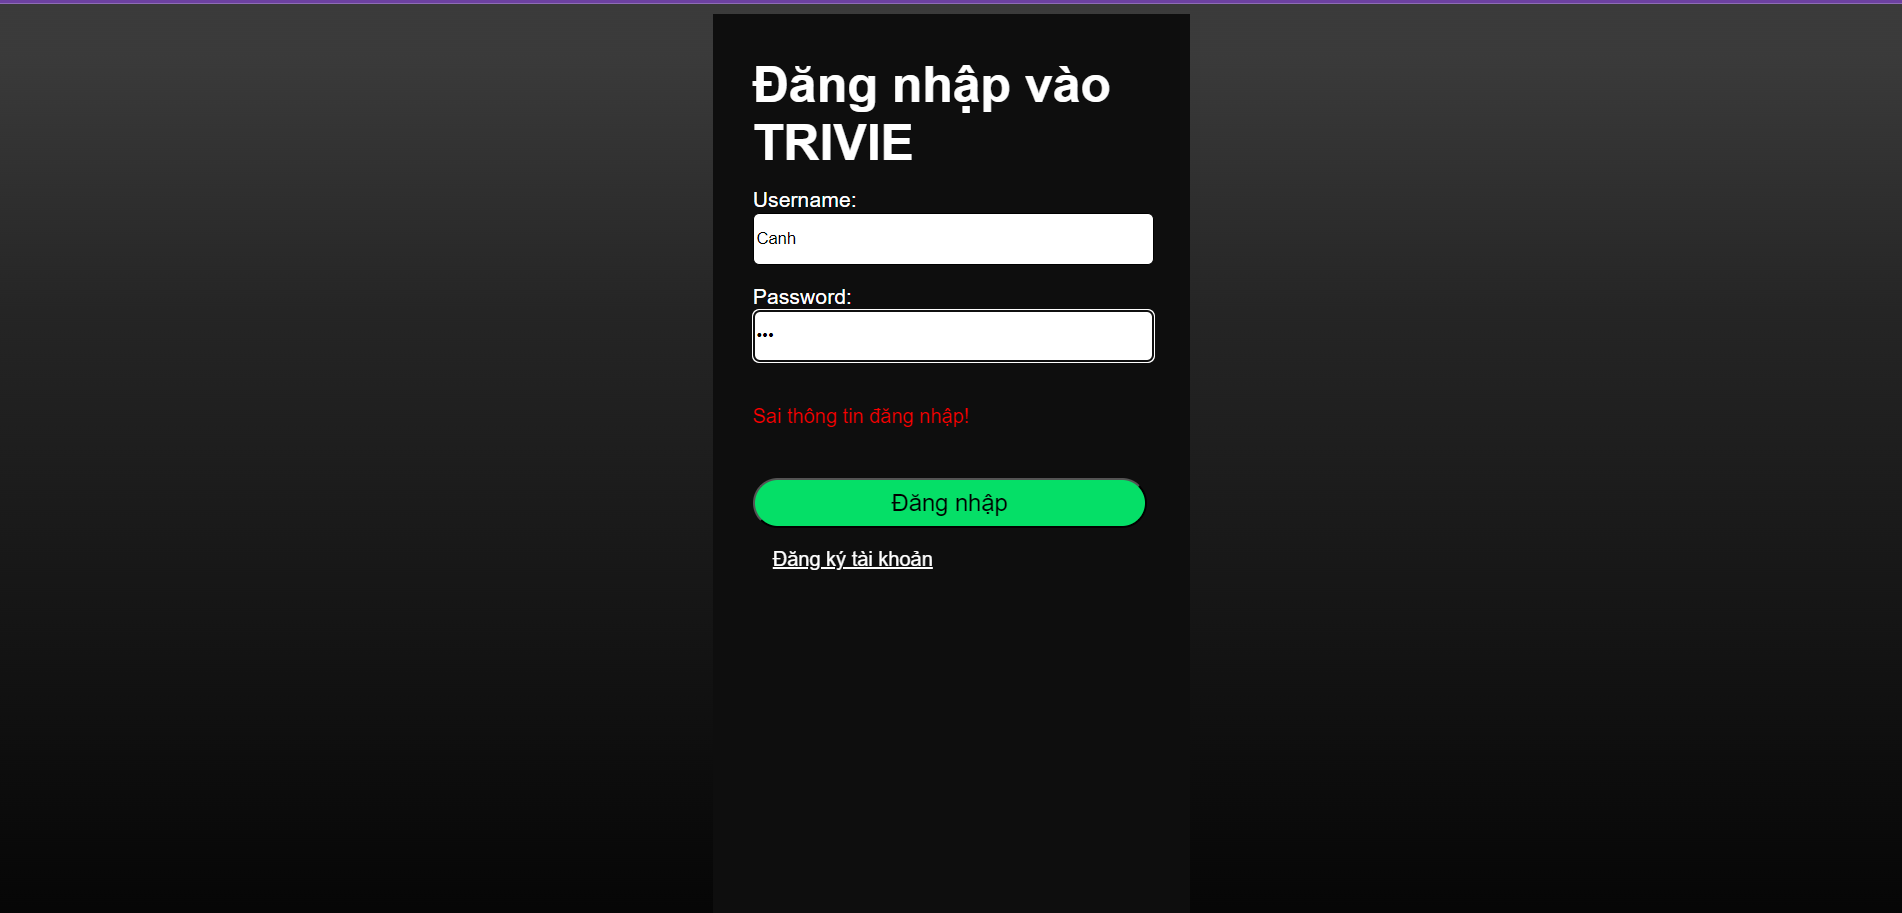 Đăng nhập vào
TRIVIE
Username:
Canh
Password:
•••
Sai thông tin đăng nhập!
Đăng nhập
Đăng ký tài khoản